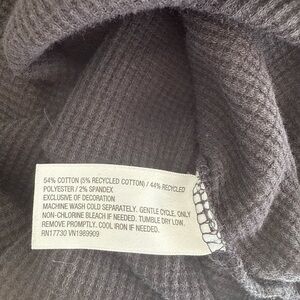 54% COTTON (5% RECYCLED COTTON) / 44% RECYCLED
POLYESTER / 2% SPANDEX
EXCLUSIVE OF DECORATION
MACHINE WASH COLD SEPARATELY. GENTLE CYCLE. ONLY
NON-CHLORINE BLEACH IF NEEDED. TUMBLE DRY LOW.
REMOVE PROMPTLY. COOL IRON IF NEEDED.
RN17730 VN1989909